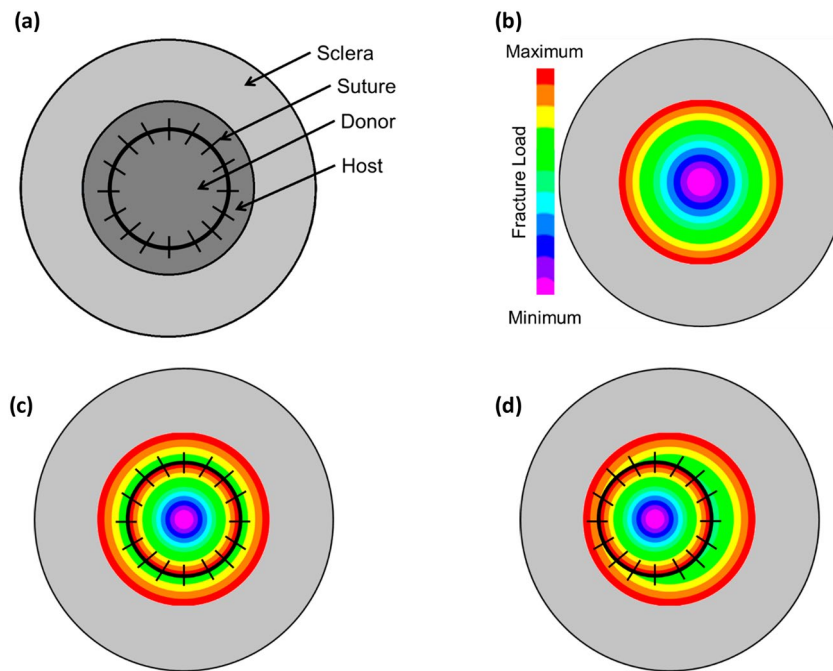 (a)
Sclera
Suture
Donor
Host
(b)
Maximum
Fracture Load
Minimum
(c)
(d)